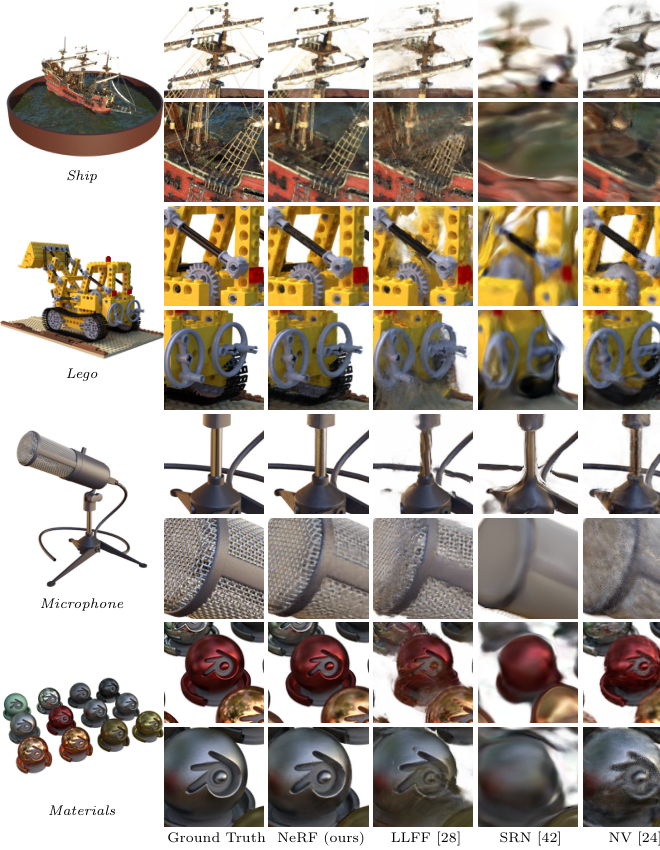 Ship
Lego
Microphone
Materials
Ground Truth NeRF (ours) LLFF [28] SRN [42] NV [24]